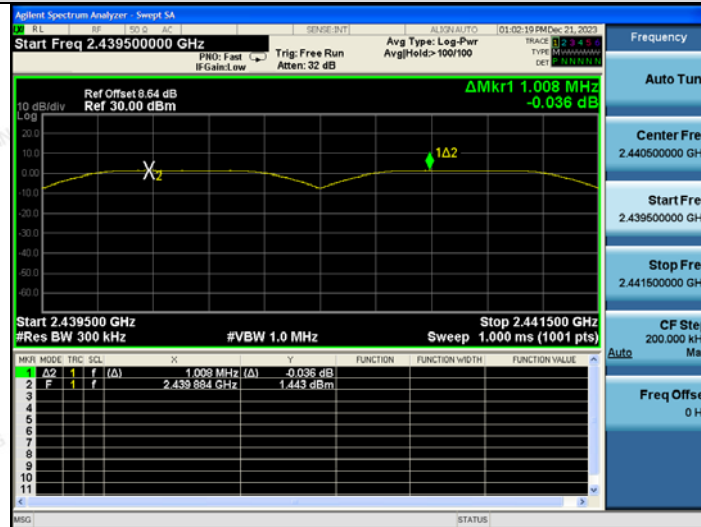 Agilent Spectrum Analyzer - Swept SA
RL RF 50 Ω AC SENSE:INT ALIGNAUTO 01:02:19 PM Dec 21, 2023
Start Freq 2.439500000 GHz
PNO: Fast
IFGain:Low
Trig: Free Run
Atten: 32 dB
Avg Type: Log-Pwr
Avg|Hold:>100/100
TRACE 1 2 3 4 5 6
TYPE M
DET P N N N N N
ΔMkr1 1.008 MHz
-0.036 dB
Ref Offset 8.64 dB
10 dB/div Ref 30.00 dBm
Log
20.0
10.0
0.00
-10.0
-20.0
-30.0
-40.0
-50.0
-60.0
X2
1Δ2
Start 2.439500 GHz Stop 2.441500 GHz
#Res BW 300 kHz #VBW 1.0 MHz Sweep 1.000 ms (1001 pts)
MKR MODE TRC SCL X Y FUNCTION FUNCTION WIDTH FUNCTION VALUE
1 Δ2 1 f (Δ) 1.008 MHz (Δ) -0.036 dB
2 F 1 f 2.439 884 GHz 1.443 dBm
3
4
5
6
7
8
9
10
11
MSG STATUS
Frequency
Auto Tun
Center Fre
2.440500000 GH
Start Fre
2.439500000 GH
Stop Fre
2.441500000 GH
CF Ste
200.000 kH
Auto Ma
Freq Offse
0 H